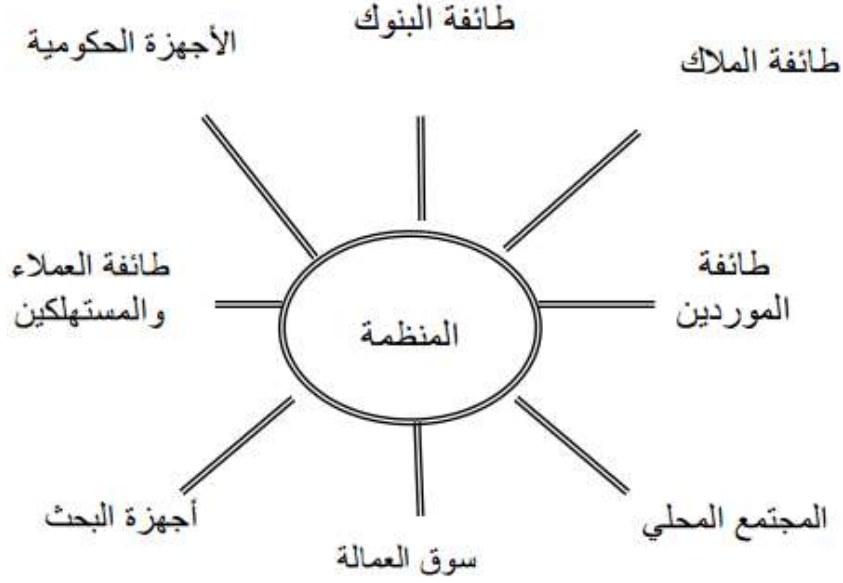 طائفة البنوك
الأجهزة الحكومية
طائفة الملاك
طائفة العملاء
والمستهلكين
طائفة
الموردين
المنظمة
أجهزة البحث
المجتمع المحلي
سوق العمالة